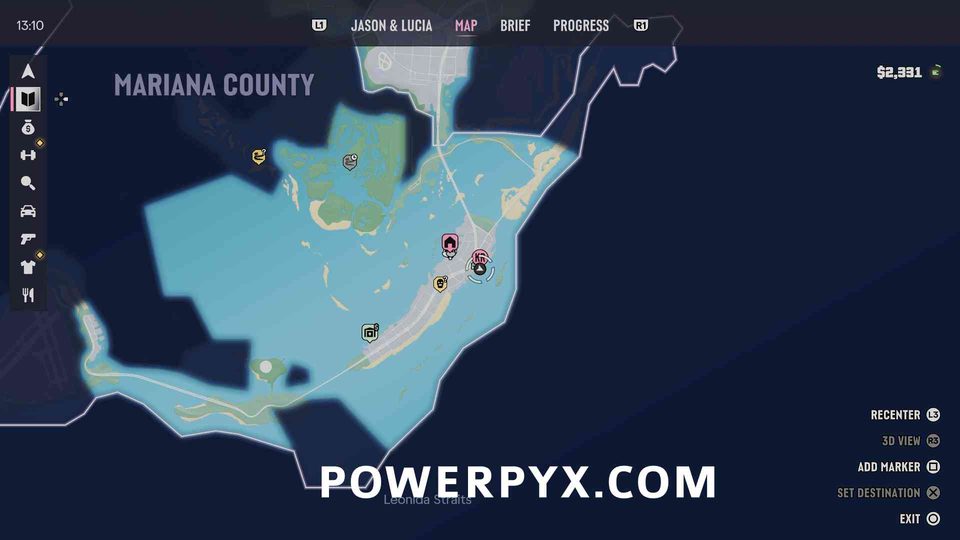 13:10
L1 JASON & LUCIA MAP BRIEF PROGRESS R1
$2,331
MARIANA COUNTY
RECENTER L3
3D VIEW R3
ADD MARKER
SET DESTINATION
EXIT
POWERPYX.COM
Leonida Straits